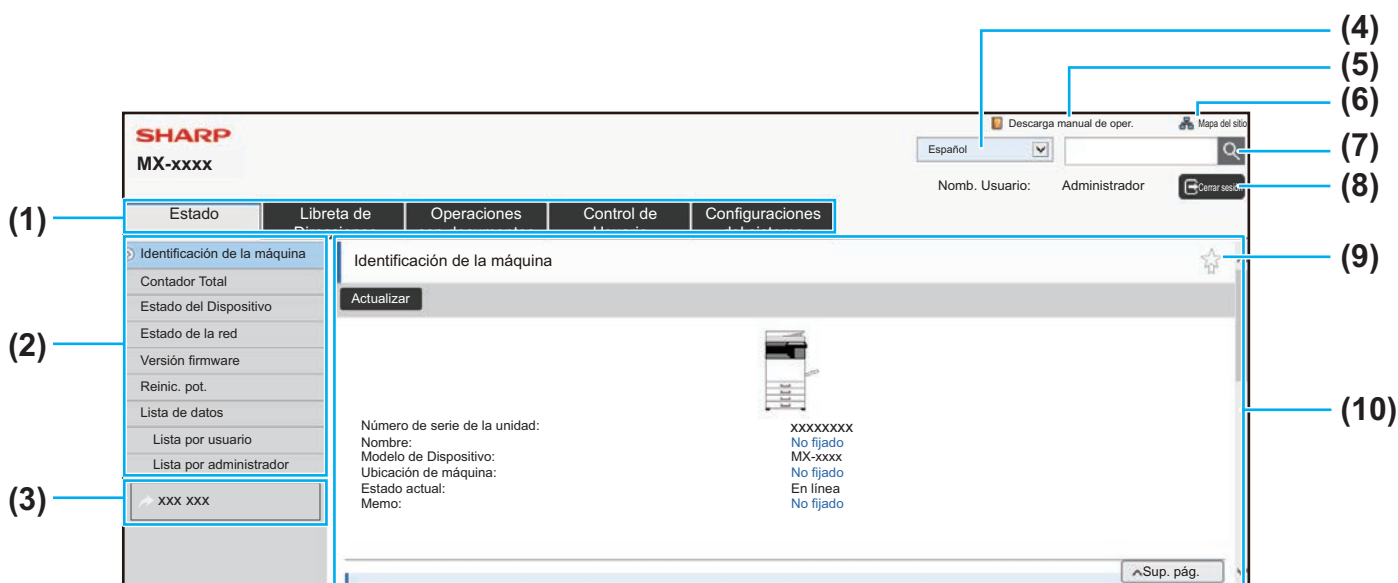 (4)
(5)
(6)
SHARP
Descarga manual de oper. Mapa del sitio
Español
(7)
MX-xxxx
Nomb. Usuario: Administrador Cerrar sesión
(8)
(1)
Estado Libreta de Operaciones Control de Configuraciones
Identificación de la máquina
Identificación de la máquina
(9)
Contador Total
Actualizar
Estado del Dispositivo
Estado de la red
(2)
Versión firmware
Reinic. pot.
Lista de datos
(10)
Número de serie de la unidad: xxxxxxxx
Lista por usuario
Nombre: No fijado
Modelo de Dispositivo: MX-xxxx
Lista por administrador
Ubicación de máquina: No fijado
Estado actual: En línea
(3)
xxx xxx
Memo: No fijado
Sup. pág.